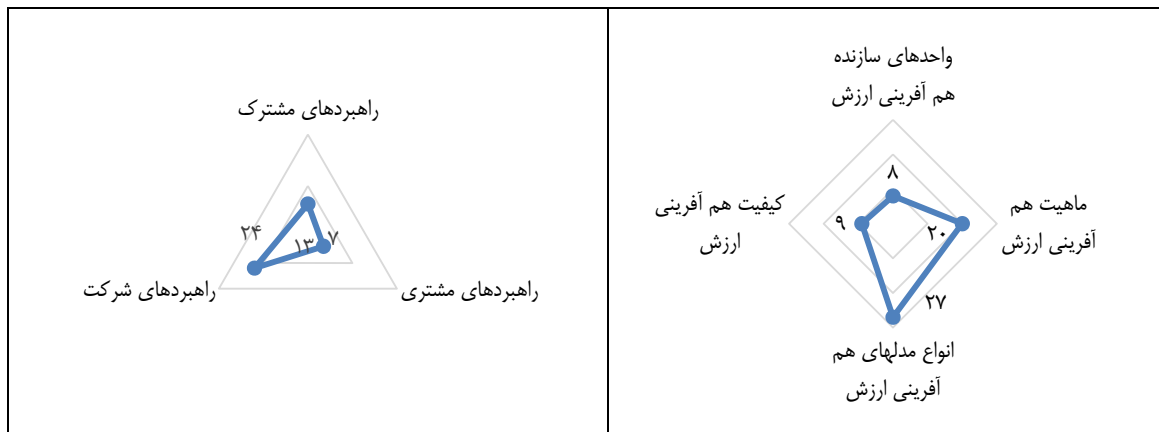 واحدهای سازنده
هم آفرینی ارزش
۸
ماهیت هم
آفرینی ارزش
۲۰
کیفیت هم آفرینی
ارزش
۹
۲۷
انواع مدلهای هم
آفرینی ارزش
راهبردهای مشترک
۲۴
۱۳
۷
راهبردهای مشتری
راهبردهای شرکت